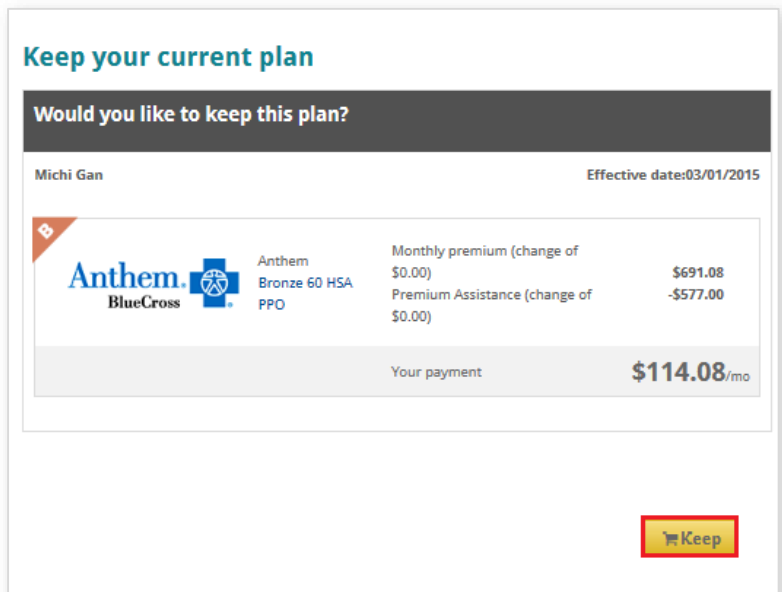 Keep your current plan
Would you like to keep this plan?
Michi Gan
Effective date:03/01/2015
B
Anthem.
BlueCross
Anthem
Bronze 60 HSA
PPO
Monthly premium (change of
$0.00)
$691.08
Premium Assistance (change of
$0.00)
-$577.00
Your payment
$114.08/mo
Keep